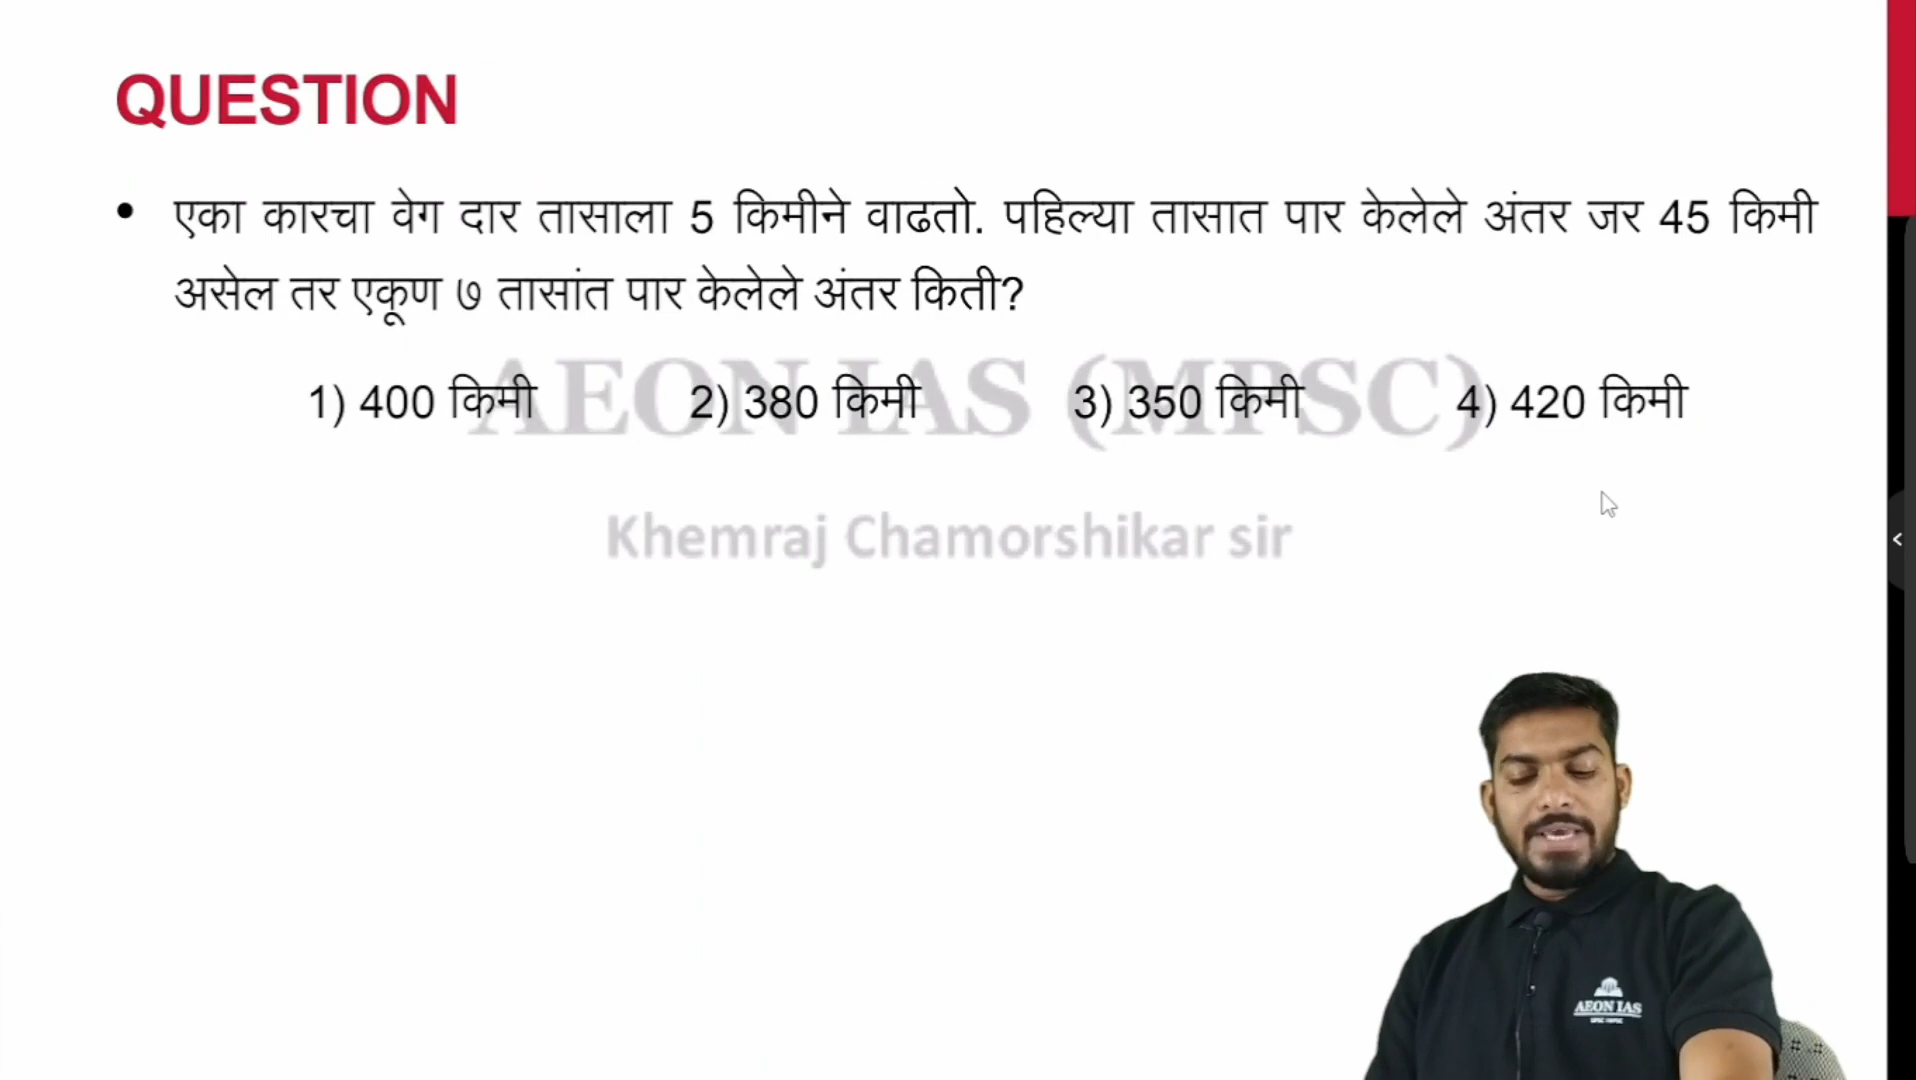 QUESTION
• एका कारचा वेग दार तासाला 5 किमीने वाढतो. पहिल्या तासात पार केलेले अंतर जर 45 किमी
असेल तर एकूण ७ तासांत पार केलेले अंतर किती?
AEON IAS (MPSC)
1) 400 किमी 2) 380 किमी 3) 350 किमी 4) 420 किमी
Khemraj Chamorshikar sir
<
AEON IAS